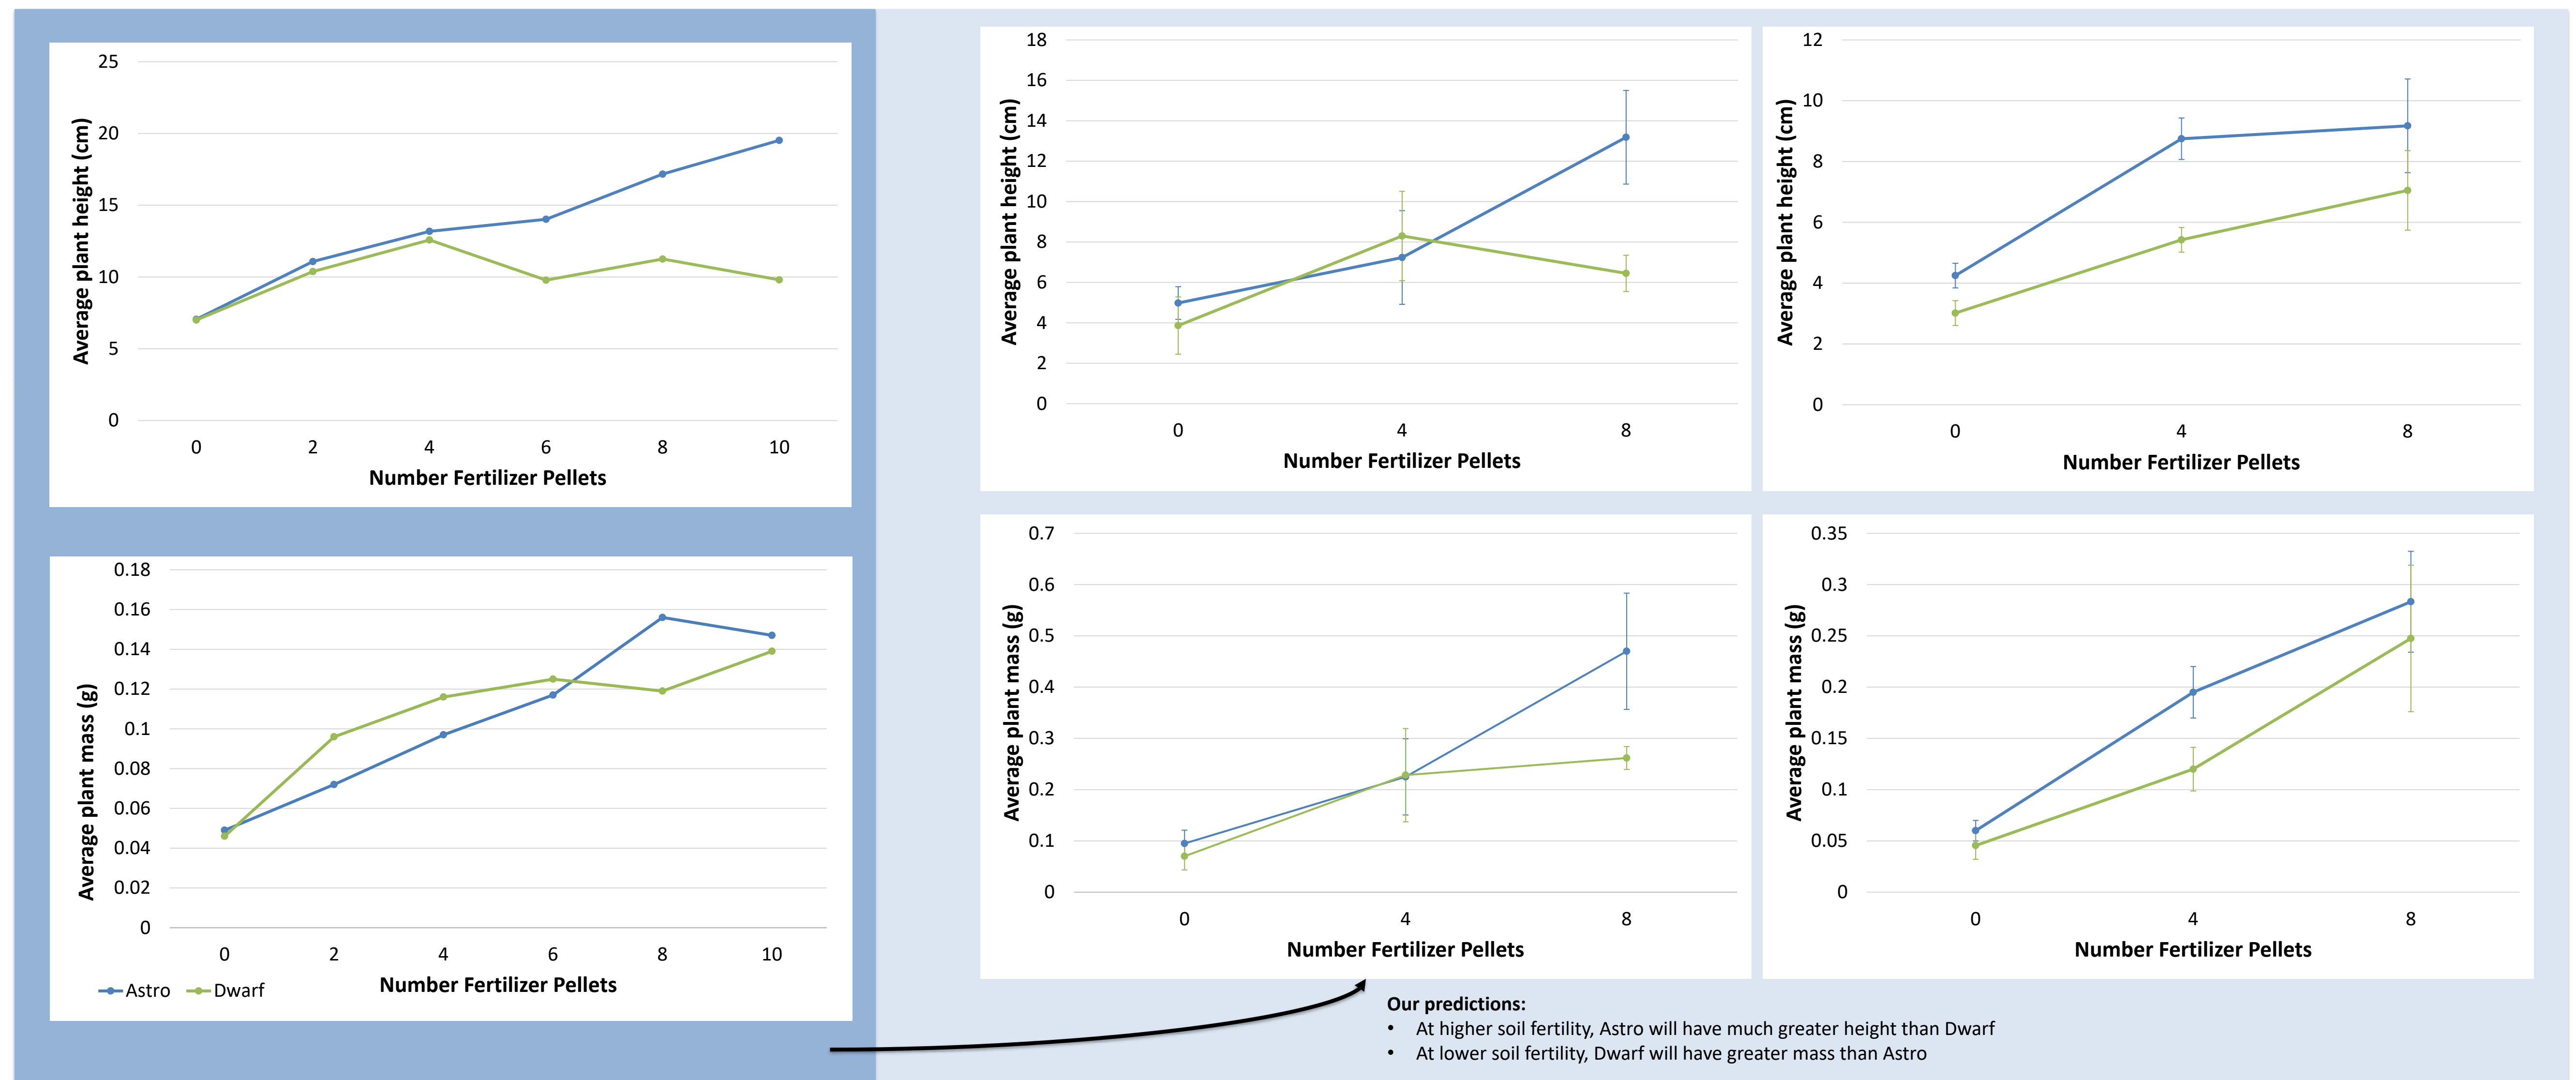 25
20
15
10
5
0
Average plant height (cm)
0 2 4 6 8 10
Number Fertilizer Pellets
0.18
0.16
0.14
0.12
0.1
0.08
0.06
0.04
0.02
0
Average plant mass (g)
0 2 4 6 8 10
Number Fertilizer Pellets
Astro Dwarf
18
16
14
12
10
8
6
4
2
0
Average plant height (cm)
0 4 8
Number Fertilizer Pellets
12
10
8
6
4
2
0
Average plant height (cm)
0 4 8
Number Fertilizer Pellets
0.7
0.6
0.5
0.4
0.3
0.2
0.1
0
Average plant mass (g)
0 4 8
Number Fertilizer Pellets
0.35
0.3
0.25
0.2
0.15
0.1
0.05
0
Average plant mass (g)
0 4 8
Number Fertilizer Pellets
Our predictions:
• At higher soil fertility, Astro will have much greater height than Dwarf
• At lower soil fertility, Dwarf will have greater mass than Astro